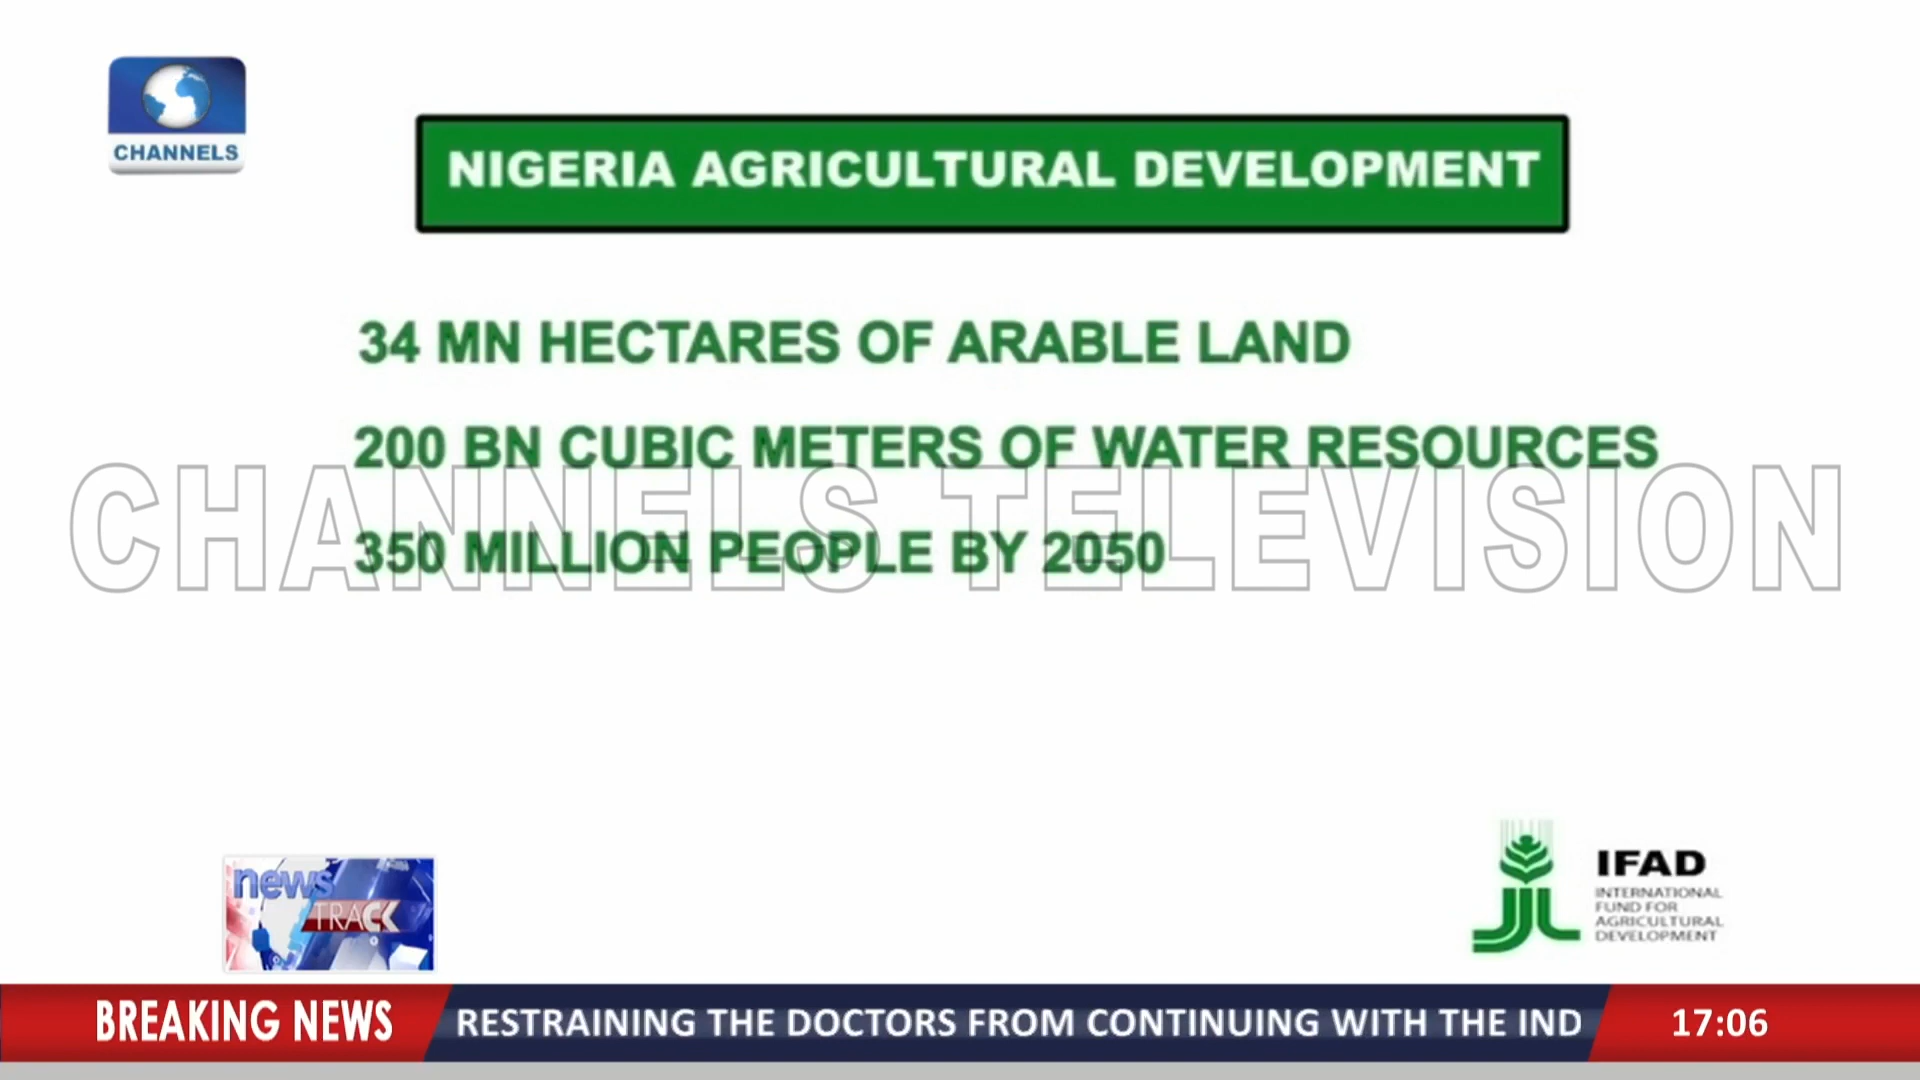 CHANNELS
NIGERIA AGRICULTURAL DEVELOPMENT
34 MN HECTARES OF ARABLE LAND
200 BN CUBIC METERS OF WATER RESOURCES
CHANNELS TELEVISION
350 MILLION PEOPLE BY 2050
news
TRACK
IFAD
INTERNATIONAL
FUND FOR
AGRICULTURAL
DEVELOPMENT
BREAKING NEWS
RESTRAINING THE DOCTORS FROM CONTINUING WITH THE IND
17:06